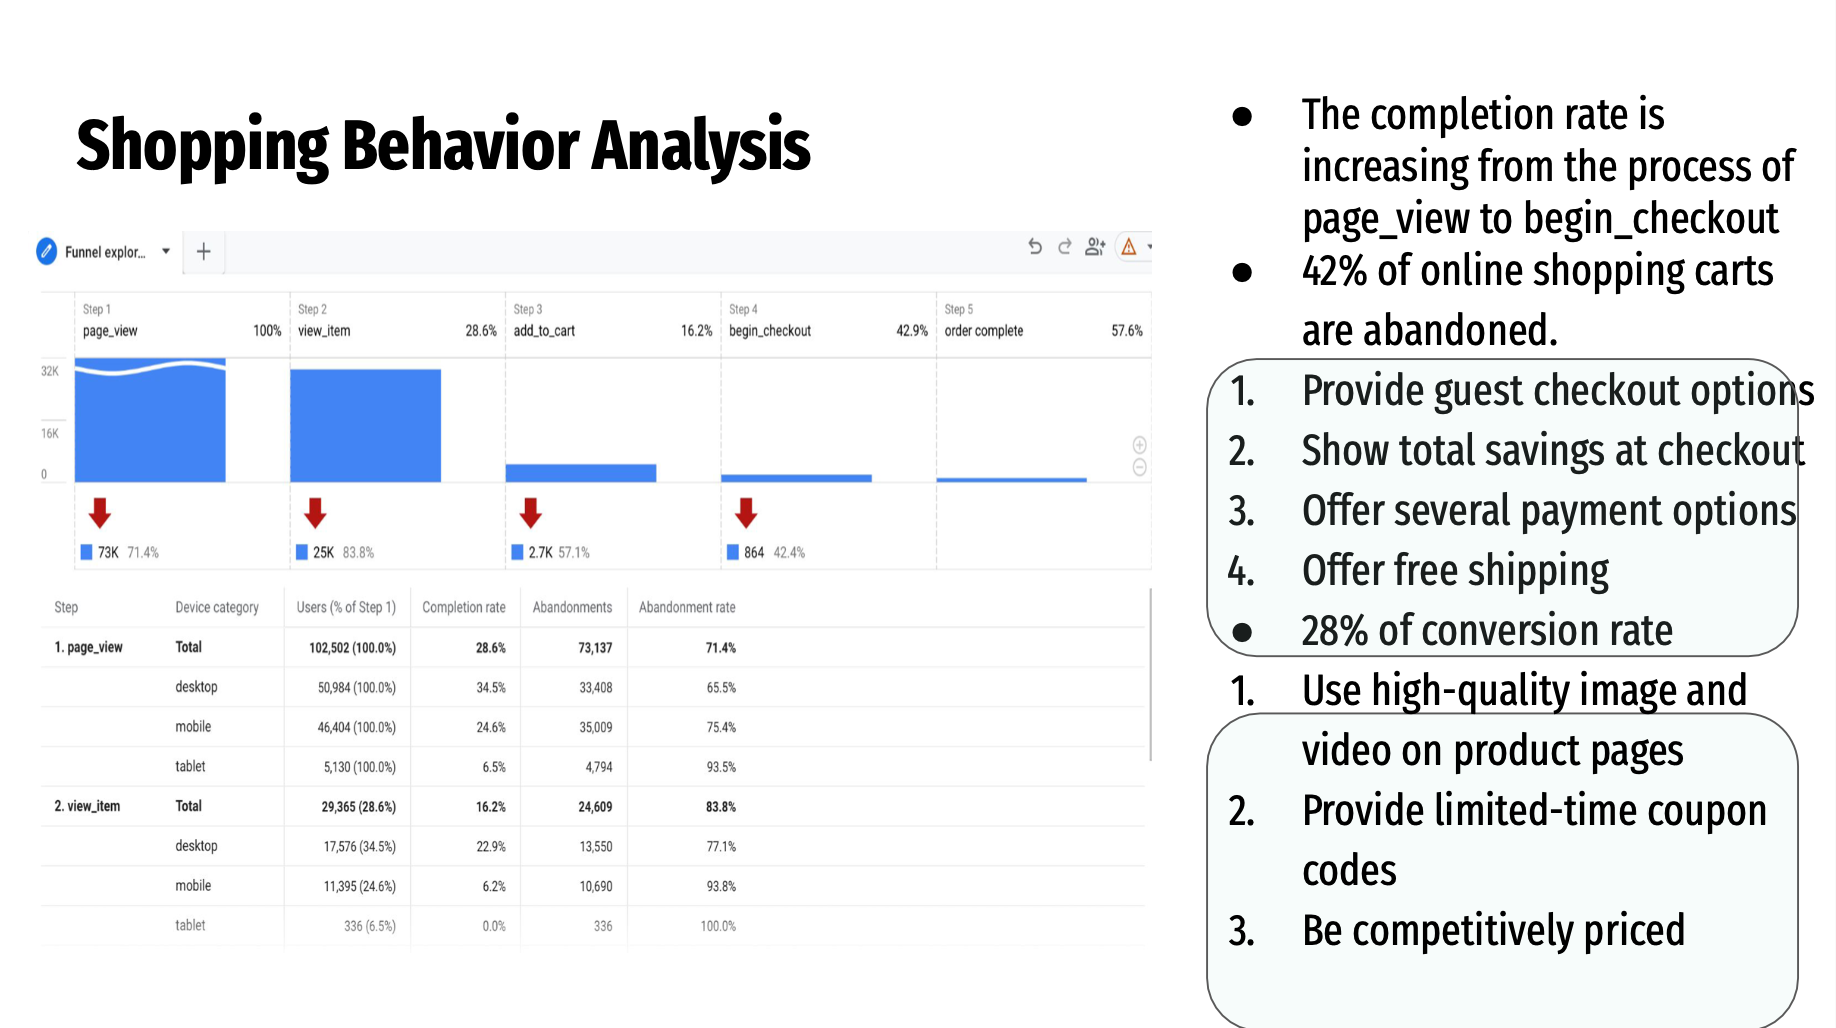 Shopping Behavior Analysis
Funnel explor...
Step 1
page_view 100%
Step 2
view_item 28.6%
Step 3
add_to_cart 16.2%
Step 4
begin_checkout 42.9%
Step 5
order complete 57.6%
32K
16K
0
73K 71.4%
25K 83.8%
2.7K 57.1%
864 42.4%
Step Device category Users (% of Step 1) Completion rate Abandonments Abandonment rate
1. page_view Total 102,502 (100.0%) 28.6% 73,137 71.4%
desktop 50,984 (100.0%) 34.5% 33,408 65.5%
mobile 46,404 (100.0%) 24.6% 35,009 75.4%
tablet 5,130 (100.0%) 6.5% 4,794 93.5%
2. view_item Total 29,365 (28.6%) 16.2% 24,609 83.8%
desktop 17,576 (34.5%) 22.9% 13,550 77.1%
mobile 11,395 (24.6%) 6.2% 10,690 93.8%
tablet 336 (6.5%) 0.0% 336 100.0%
● The completion rate is
increasing from the process of
page_view to begin_checkout
● 42% of online shopping carts
are abandoned.
1. Provide guest checkout options
2. Show total savings at checkout
3. Offer several payment options
4. Offer free shipping
● 28% of conversion rate
1. Use high-quality image and
video on product pages
2. Provide limited-time coupon
codes
3. Be competitively priced